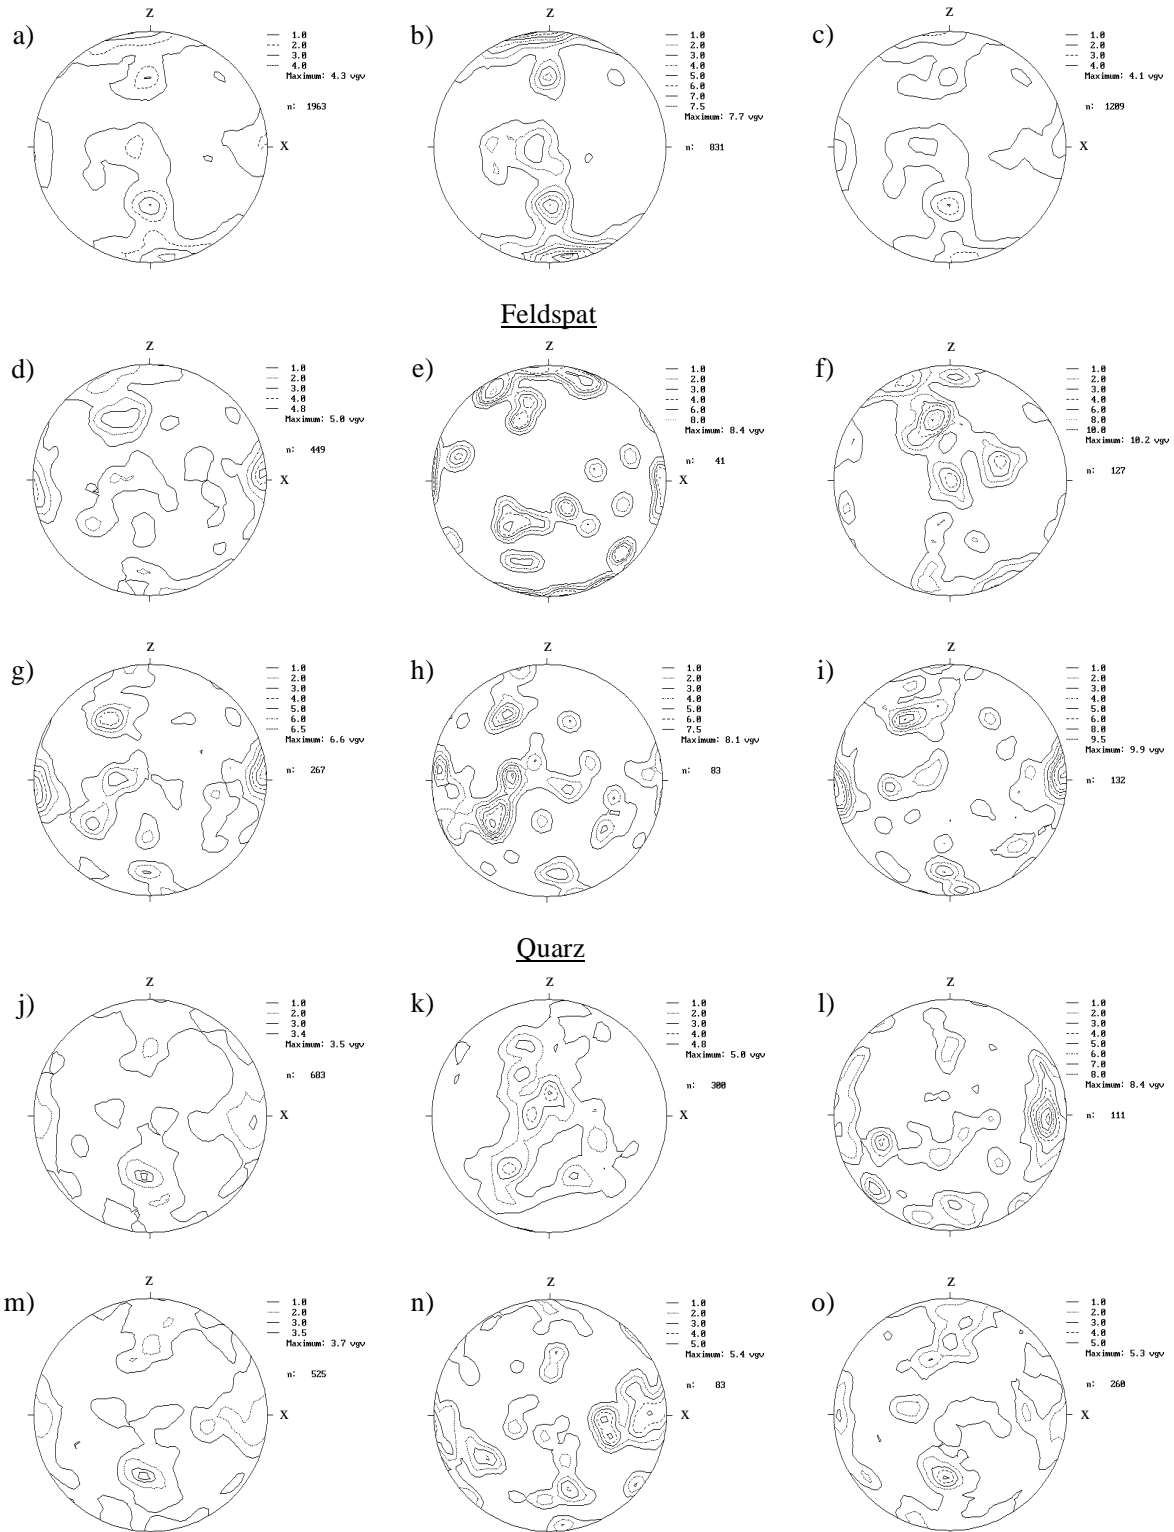 a)
z
1.0
2.0
3.0
4.0
Maximum: 4.3 vgv
n: 1963
x
b)
z
1.0
2.0
3.0
4.0
5.0
6.0
7.0
7.5
Maximum: 7.7 vgv
n: 831
c)
z
1.0
2.0
3.0
4.0
Maximum: 4.1 vgv
n: 1209
x
Feldspat
d)
z
1.0
2.0
3.0
4.0
4.8
Maximum: 5.0 vgv
n: 449
x
e)
z
1.0
2.0
3.0
4.0
6.0
8.0
Maximum: 8.4 vgv
n: 41
x
f)
z
1.0
2.0
3.0
4.0
6.0
8.0
10.0
Maximum: 10.2 vgv
n: 127
g)
z
1.0
2.0
3.0
4.0
5.0
6.0
6.5
Maximum: 6.6 vgv
n: 267
h)
z
1.0
2.0
3.0
4.0
5.0
6.0
7.5
Maximum: 8.1 vgv
n: 83
i)
z
1.0
2.0
3.0
4.0
5.0
6.0
8.0
9.5
Maximum: 9.9 vgv
n: 132
Quarz
j)
z
1.0
2.0
3.0
3.4
Maximum: 3.5 vgv
n: 683
x
k)
z
1.0
2.0
3.0
4.0
4.8
Maximum: 5.0 vgv
n: 300
l)
z
1.0
2.0
3.0
4.0
5.0
6.0
7.0
8.0
Maximum: 8.4 vgv
n: 111
x
m)
z
1.0
2.0
3.0
3.5
Maximum: 3.7 vgv
n: 525
x
n)
z
1.0
2.0
3.0
4.0
5.0
Maximum: 5.4 vgv
n: 83
x
o)
z
1.0
2.0
3.0
4.0
5.0
Maximum: 5.3 vgv
n: 260
x